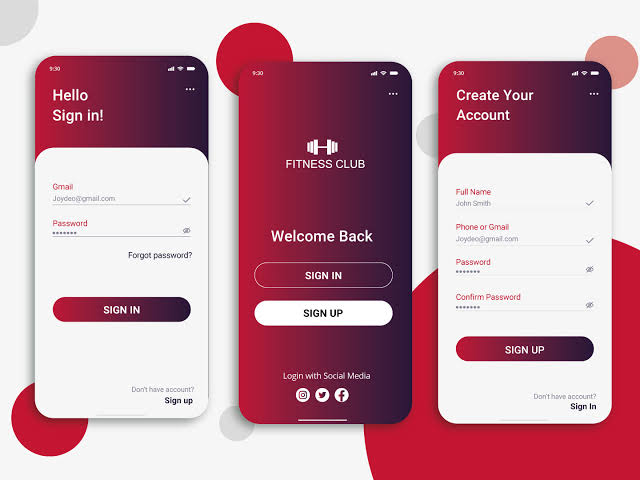 9:30
Hello
Sign in!
Gmail
Joydeo@gmail.com
Password
Forgot password?
SIGN IN
Don't have account?
Sign up
9:30
FITNESS CLUB
Welcome Back
SIGN IN
SIGN UP
Login with Social Media
9:30
Create Your
Account
Full Name
John Smith
Phone or Gmail
Joydeo@gmail.com
Password
Confirm Password
SIGN UP
Don't have account?
Sign In